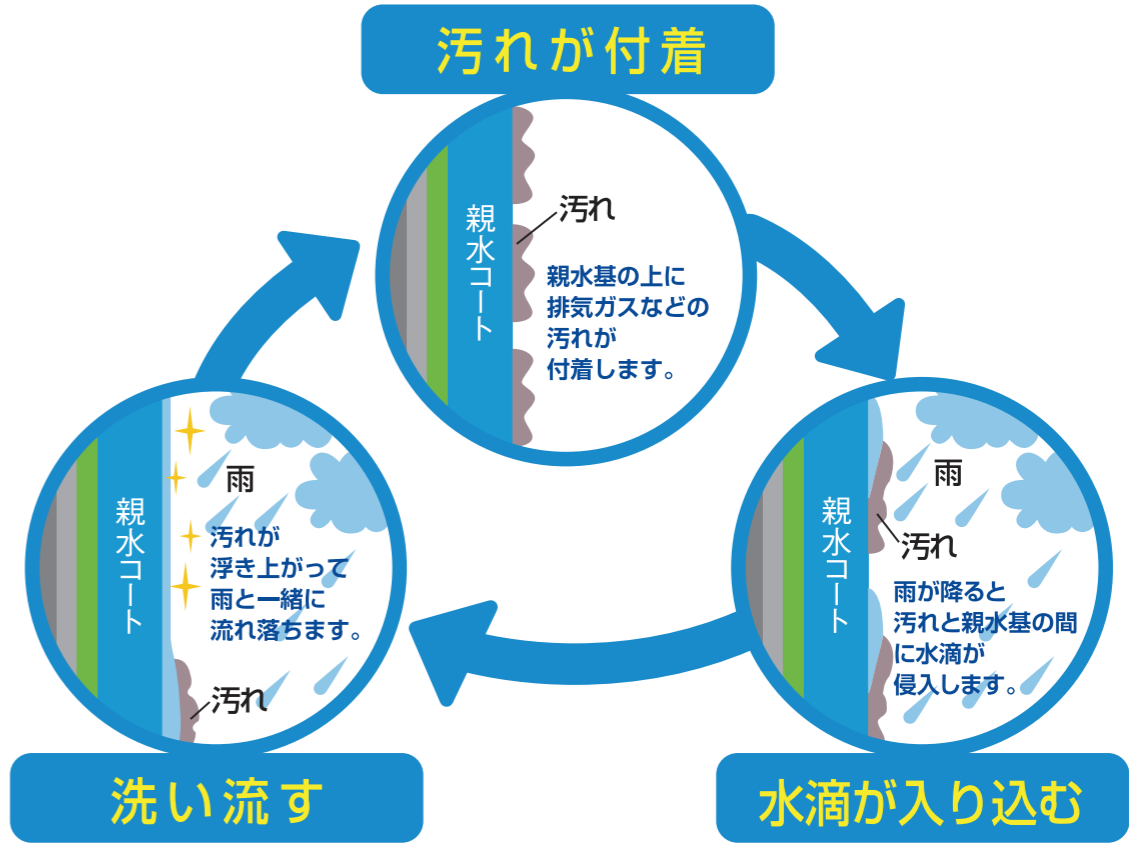 汚れが付着
親水コート
汚れ
親水基の上に
排気ガスなどの
汚れが
付着します。
親水コート
雨
汚れ
雨が降ると
汚れと親水基の間
に水滴が
侵入します。
水滴が入り込む
親水コート
雨
汚れが
浮き上がって
雨と一緒に
流れ落ちます。
汚れ
洗い流す